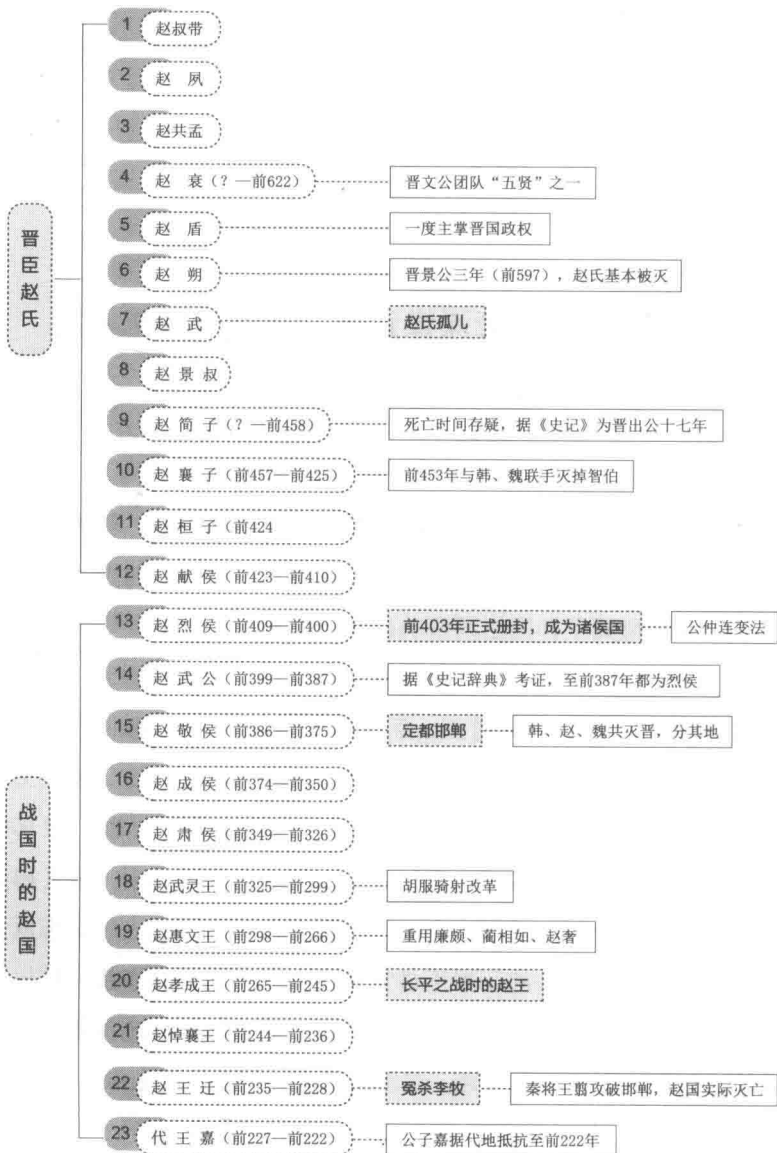 晋臣赵氏
1 赵叔带
2 赵 夙
3 赵共孟
4 赵 衰（？—前622） 晋文公团队“五贤”之一
5 赵 盾 一度主掌晋国政权
6 赵 朔 晋景公三年（前597），赵氏基本被灭
7 赵 武 赵氏孤儿
8 赵 景 叔
9 赵 简 子（？—前458） 死亡时间存疑，据《史记》为晋出公十七年
10 赵 襄 子（前457—前425） 前453年与韩、魏联手灭掉智伯
11 赵 桓 子（前424
12 赵 献 侯（前423—前410）
战国时的赵国
13 赵 烈 侯（前409—前400） 前403年正式册封，成为诸侯国 公仲连变法
14 赵 武 公（前399—前387） 据《史记辞典》考证，至前387年都为烈侯
15 赵 敬 侯（前386—前375） 定都邯郸 韩、赵、魏共灭晋，分其地
16 赵 成 侯（前374—前350）
17 赵 肃 侯（前349—前326）
18 赵武灵王（前325—前299） 胡服骑射改革
19 赵惠文王（前298—前266） 重用廉颇、蔺相如、赵奢
20 赵孝成王（前265—前245） 长平之战时的赵王
21 赵悼襄王（前244—前236）
22 赵 王 迁（前235—前228） 冤杀李牧 秦将王翦攻破邯郸，赵国实际灭亡
23 代 王 嘉（前227—前222） 公子嘉据代地抵抗至前222年